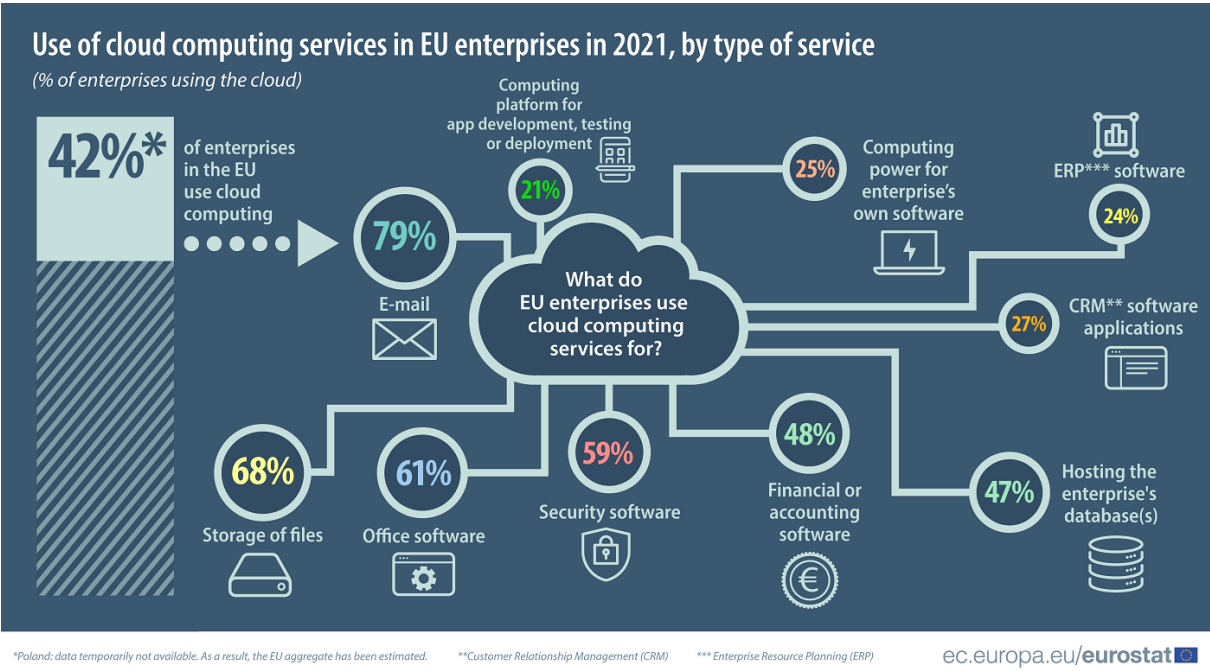 Use of cloud computing services in EU enterprises in 2021, by type of service
(% of enterprises using the cloud)
42%*
of enterprises
in the EU
use cloud
computing
79%
E-mail
Computing
platform for
app development, testing
or deployment
21%
25%
Computing
power for
enterprise's
own software
ERP*** software
24%
What do
EU enterprises use
cloud computing
services for?
27%
CRM** software
applications
68%
Storage of files
61%
Office software
59%
Security software
48%
Financial or
accounting
software
€
47%
Hosting the
enterprise's
database(s)
*Poland: data temporarily not available. As a result, the EU aggregate has been estimated.
**Customer Relationship Management (CRM)
*** Enterprise Resource Planning (ERP)
ec.europa.eu/eurostat